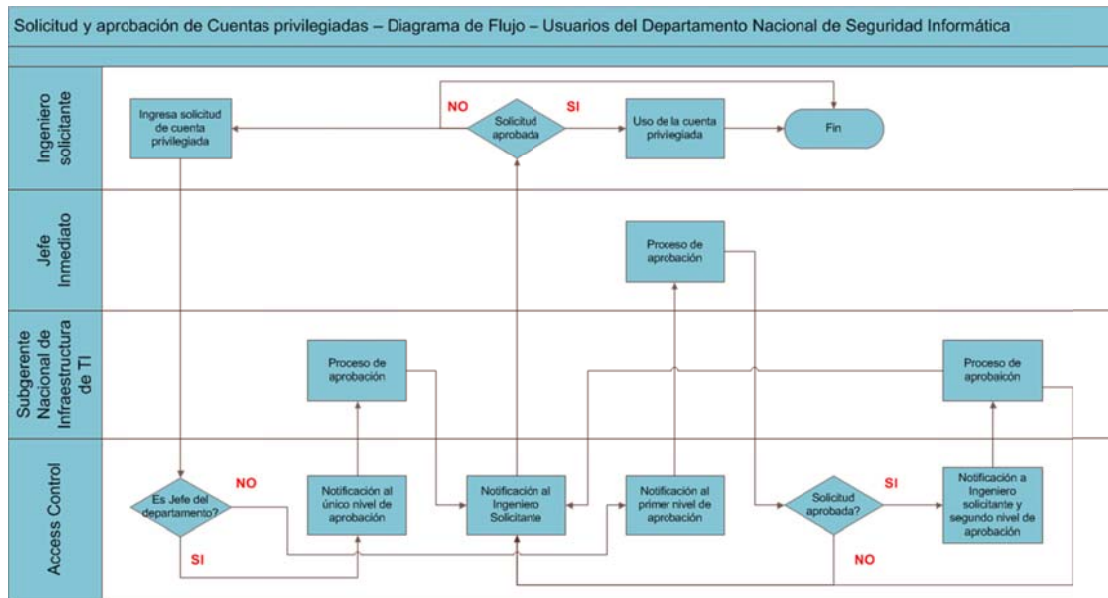 Solicitud y aprobación de Cuentas privilegiadas – Diagrama de Flujo – Usuarios del Departamento Nacional de Seguridad Informática
Ingeniero
solicitante
Ingresa solicitud
de cuenta
privilegiada
NO
Solicitud
aprobada
SI
Uso de la cuenta
privilegiada
Fin
Jefe
Inmediato
Proceso de
aprobación
Subgerente
Nacional de
Infraestructura
de TI
Proceso de
aprobación
Proceso de
aprobaicón
Access Control
Es Jefe del
departamento?
NO
SI
Notificación al
único nivel de
aprobación
Notificación al
Ingeniero
Solicitante
Notificación al
primer nivel de
aprobación
Solicitud
aprobada?
SI
NO
Notificación a
Ingeniero
solicitante y
segundo nivel de
aprobación